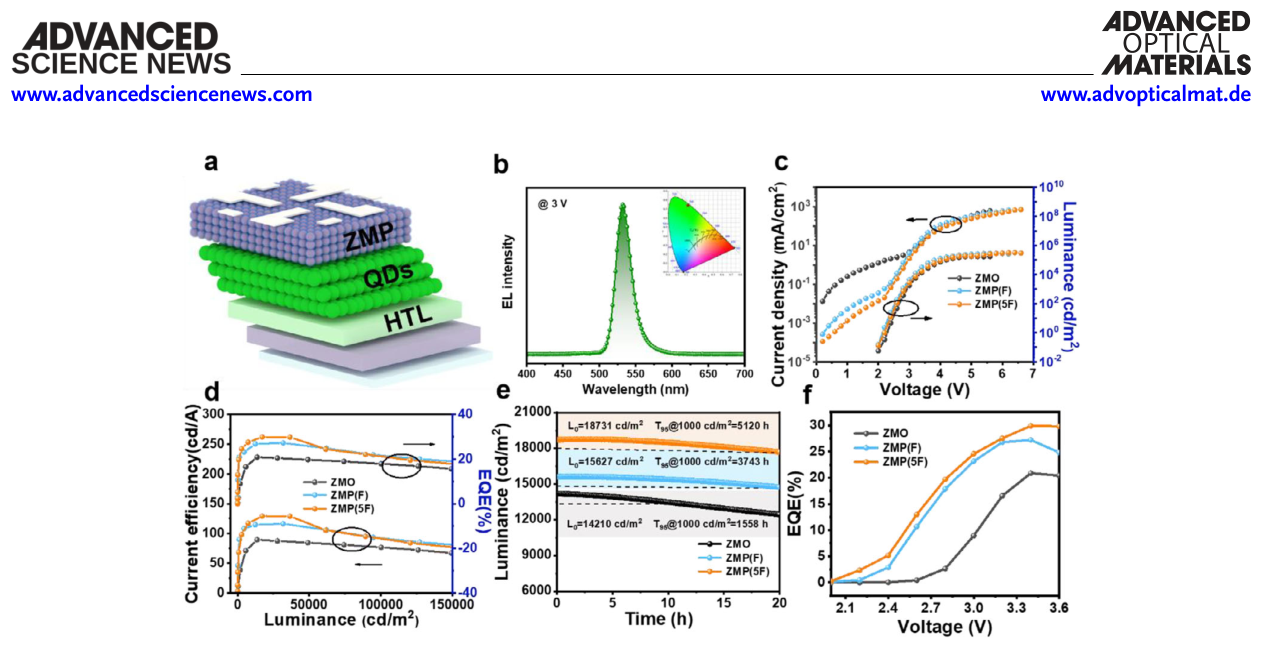 ADVANCED
SCIENCE NEWS
www.advancedsciencenews.com
ADVANCED
OPTICAL
MATERIALS
www.advopticalmat.de
a
ZMP
QDs
HTL
b
@ 3 V
EL intensity
400 450 500 550 600 650 700
Wavelength (nm)
c
Current density (mA/cm²)
10³
10¹
10⁻¹
10⁻³
10⁻⁵
ZMO
ZMP(F)
ZMP(5F)
10¹⁰
10⁸
10⁶
10⁴
10²
10⁰
10⁻²
Luminance (cd/m²)
0 1 2 3 4 5 6 7
Voltage (V)
d
Current efficiency(cd/A)
300
250
200
150
100
50
0
ZMO
ZMP(F)
ZMP(5F)
40
20
0
-20
-40
EQE(%)
0 50000 100000 150000
Luminance (cd/m²)
e
Luminance (cd/m²)
21000
18000
15000
12000
9000
6000
L₀=18731 cd/m² T₉₅@1000 cd/m²=5120 h
L₀=15627 cd/m² T₉₅@1000 cd/m²=3743 h
L₀=14210 cd/m² T₉₅@1000 cd/m²=1558 h
ZMO
ZMP(F)
ZMP(5F)
0 5 10 15 20
Time (h)
f
EQE(%)
30
25
20
15
10
5
0
ZMO
ZMP(F)
ZMP(5F)
2.1 2.4 2.7 3.0 3.3 3.6
Voltage (V)